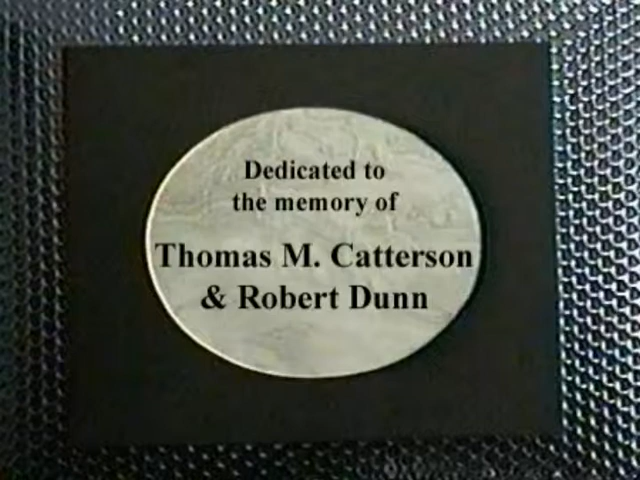 Dedicated to
the memory of
Thomas M. Catterson
& Robert Dunn